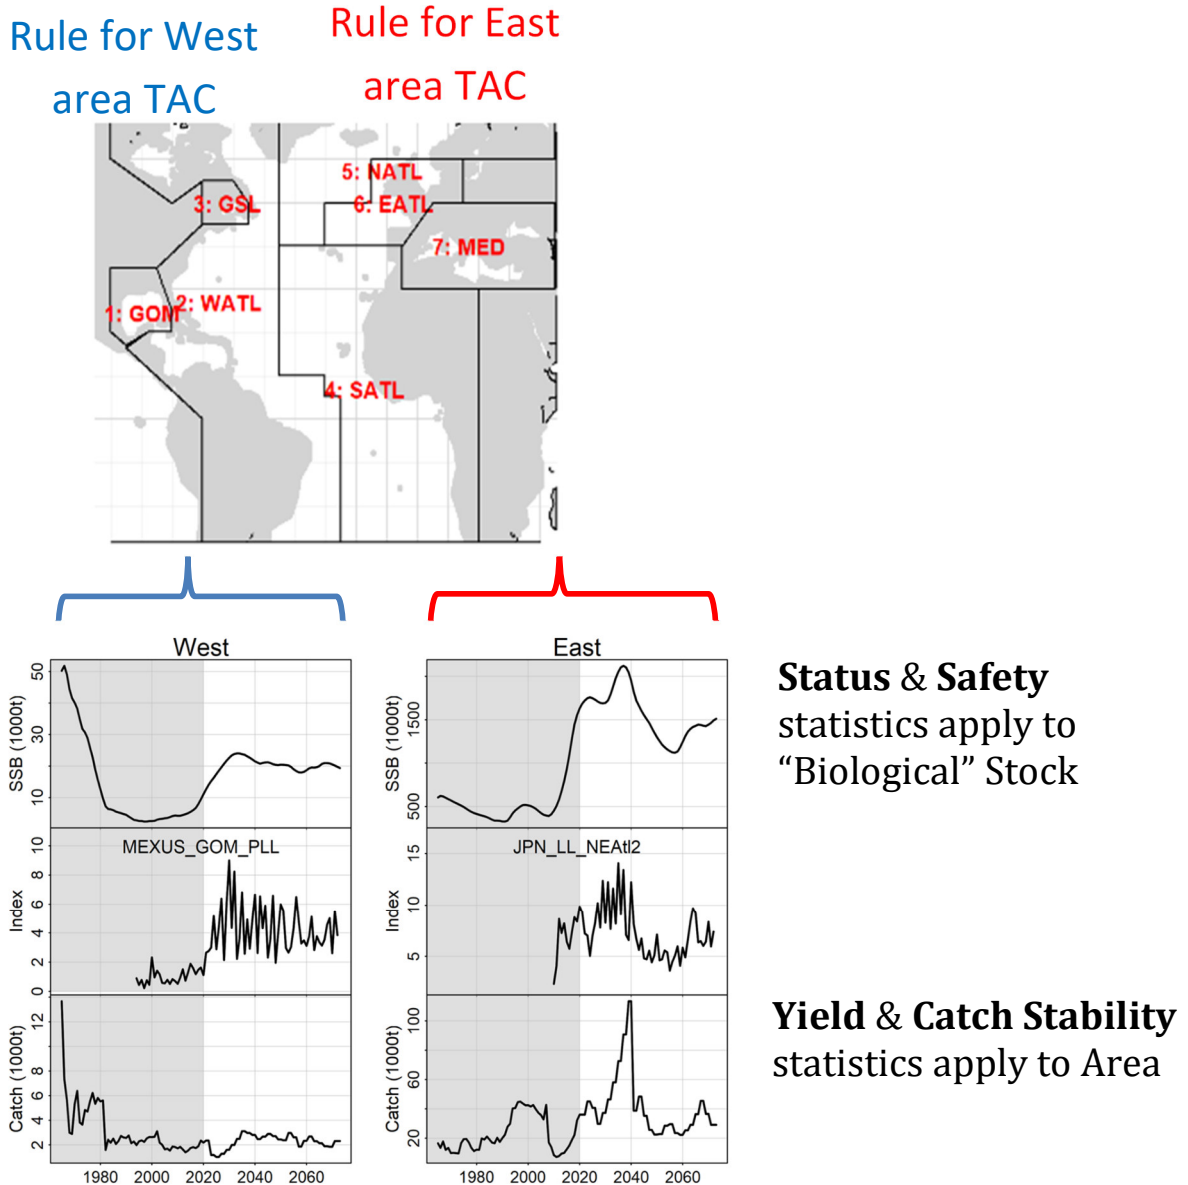 Rule for West
area TAC
Rule for East
area TAC
5: NATL
3: GSL
6: EATL
7: MED
2: WATL
1: GOM
4: SATL
West
East
SSB (1000t)
50
30
10
SSB (1000t)
1500
500
Status & Safety
statistics apply to
“Biological” Stock
MEXUS_GOM_PLL
Index
10
8
6
4
2
0
JPN_LL_NEAtl2
Index
15
10
5
Catch (1000t)
12
8
6
4
2
Catch (1000t)
100
60
20
Yield & Catch Stability
statistics apply to Area
1980 2000 2020 2040 2060
1980 2000 2020 2040 2060